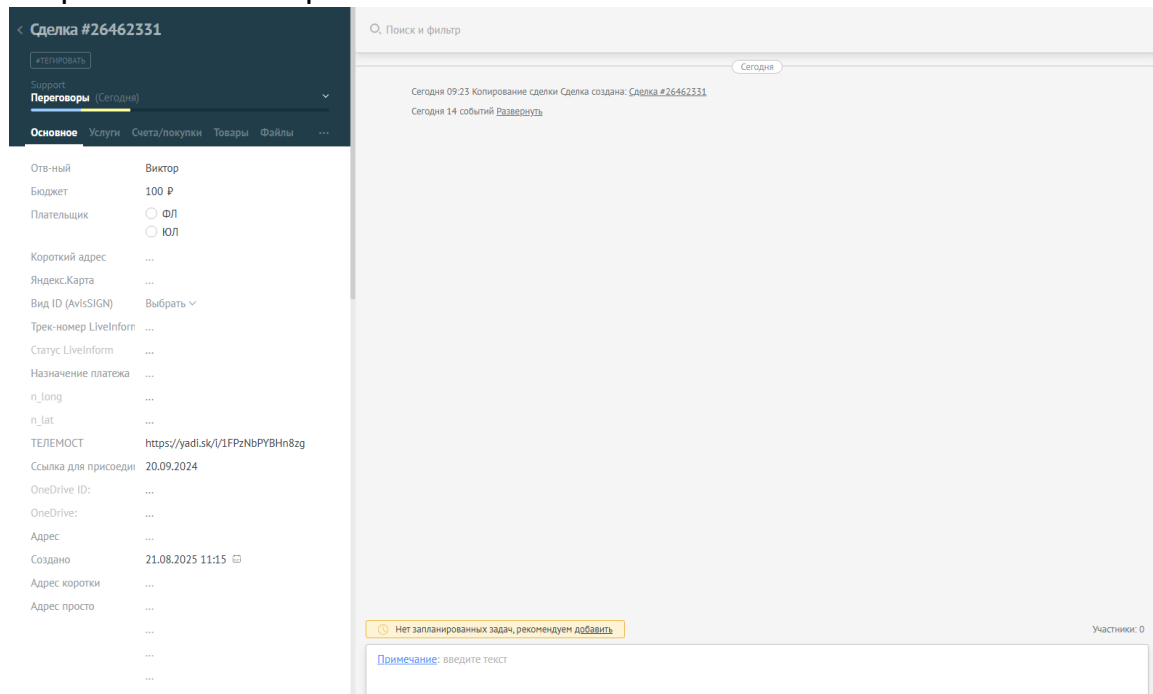 Сделка #26462331
#ТЕГИРОВАТЬ
Support
Переговоры (Сегодня)
Основное Услуги Счета/покупки Товары Файлы ...
Отв-ный Виктор
Бюджет 100 ₽
Плательщик ФЛ
ЮЛ
Короткий адрес ...
Яндекс.Карта ...
Вид ID (AvisSIGN) Выбрать
Трек-номер LiveInform ...
Статус LiveInform ...
Назначение платежа ...
n_long ...
n_lat ...
ТЕЛЕМОСТ https://yadi.sk/i/1FPzNbPYBHn8zg
Ссылка для присоеди 20.09.2024
OneDrive ID: ...
OneDrive: ...
Адрес ...
Создано 21.08.2025 11:15
Адрес коротки ...
Адрес просто ...
...
...
...
Поиск и фильтр
Сегодня
Сегодня 09:23 Копирование сделки Сделка создана: Сделка #26462331
Сегодня 14 событий Развернуть
Нет запланированных задач, рекомендуем добавить
Участники: 0
Примечание: введите текст